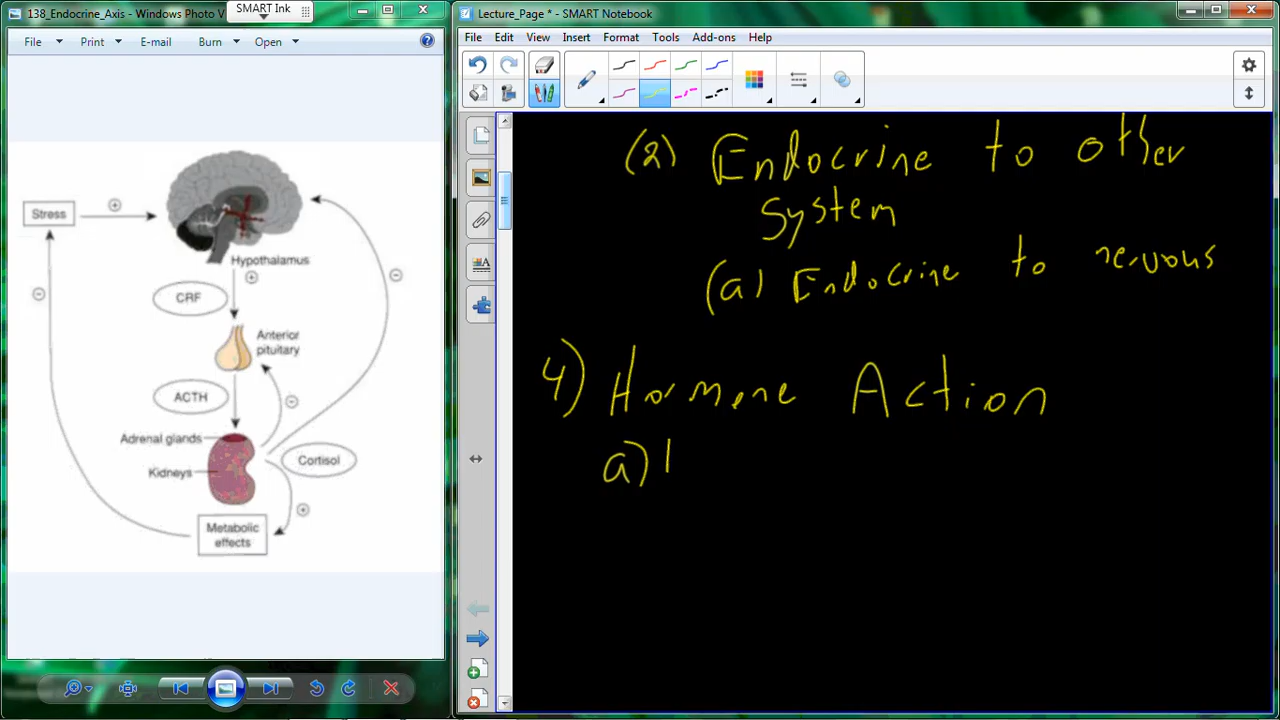 138_Endocrine_Axis - Windows Photo V
SMART Ink
File Print E-mail Burn Open
Stress
Hypothalamus
CRF
Anterior
pituitary
ACTH
Adrenal glands
Kidneys
Cortisol
Metabolic
effects
Lecture_Page * - SMART Notebook
File Edit View Insert Format Tools Add-ons Help
(2) Endocrine to other
System
(a) Endocrine to nervous
4) Hormone Action
a)